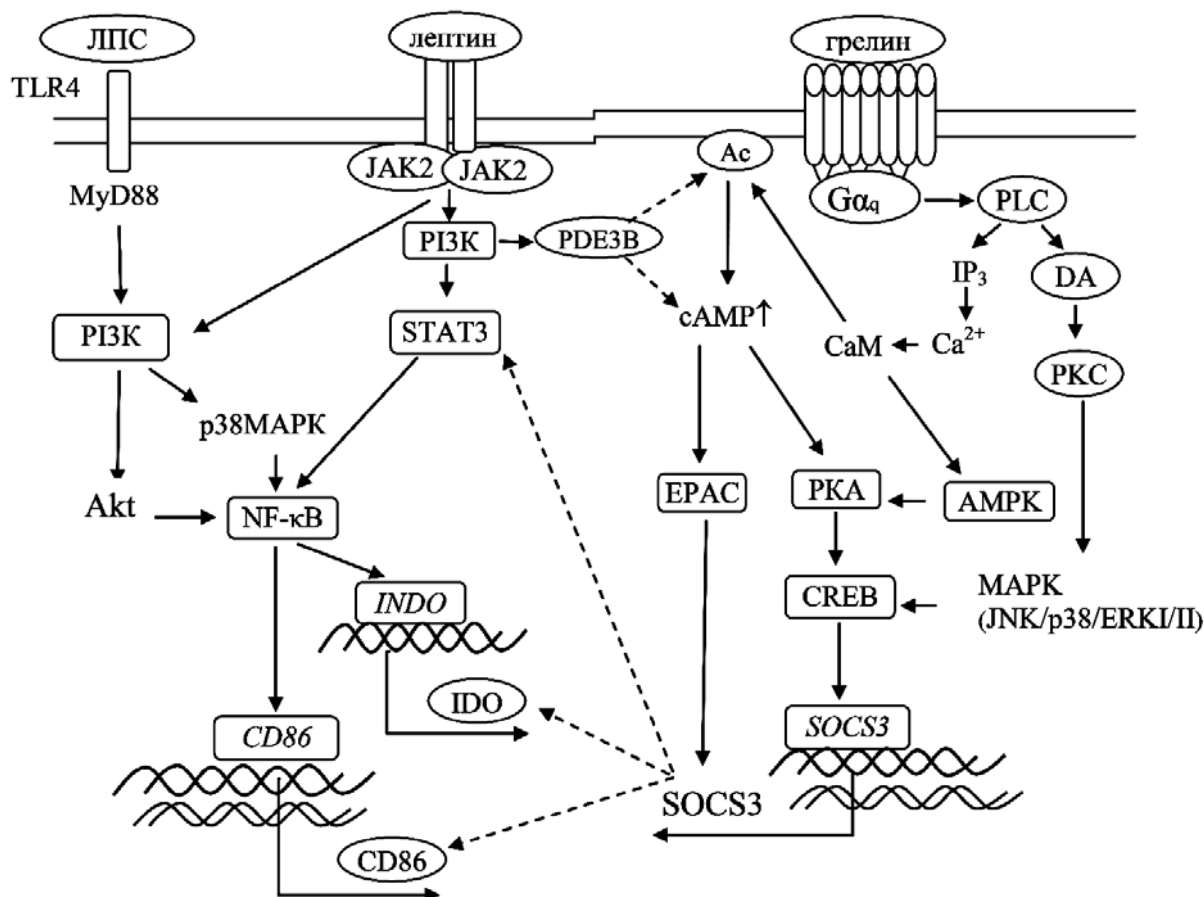 ЛПС
лептин
грелин
TLR4
JAK2
JAK2
Ac
Gαq
PLC
MyD88
PI3K
PDE3B
IP3
DA
PI3K
STAT3
cAMP↑
CaM
Ca2+
PKC
p38MAPK
Akt
NF-κB
EPAC
PKA
AMPK
INDO
CREB
MAPK
(JNK/p38/ERKI/II)
IDO
CD86
SOCS3
SOCS3
CD86